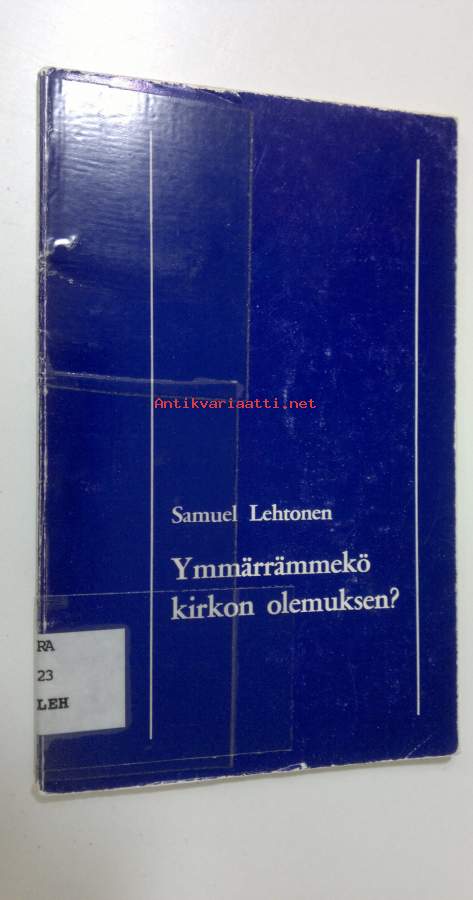 Antikvariaatti.net
Samuel Lehtonen
Ymmärrämmekö
kirkon olemuksen?
RA
23
LEH